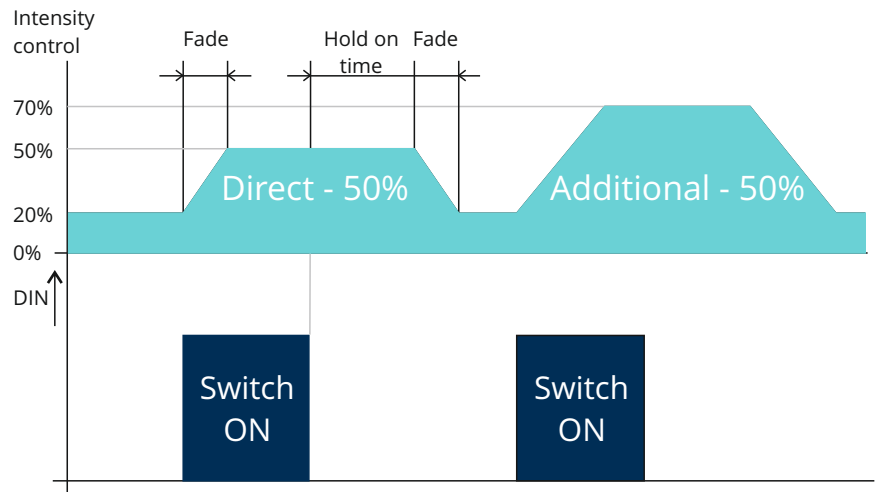 Intensity
control
Fade
Hold on
time
Fade
70%
50%
20%
0%
Direct - 50%
Additional - 50%
DIN
Switch
ON
Switch
ON